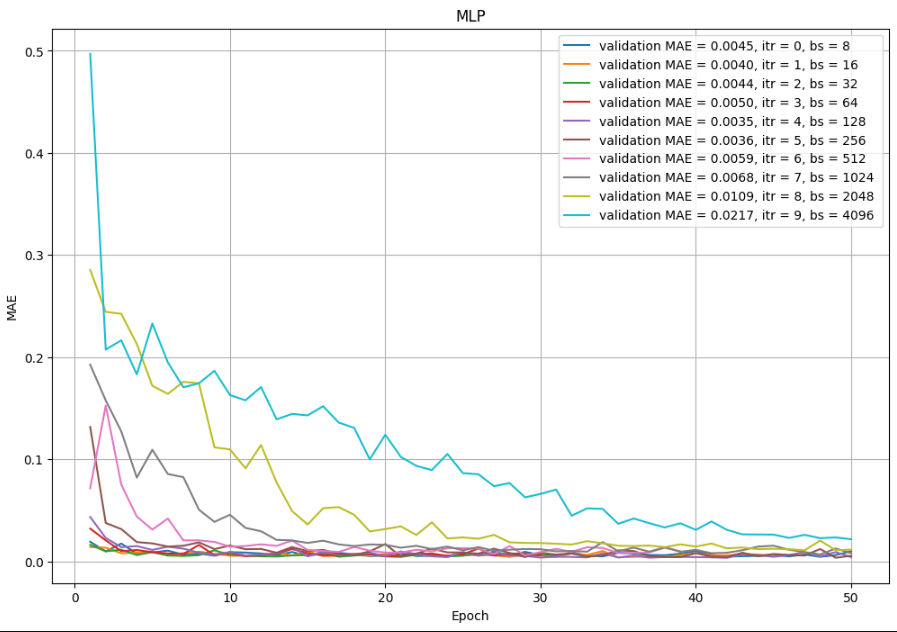 MLP
validation MAE = 0.0045, itr = 0, bs = 8
validation MAE = 0.0040, itr = 1, bs = 16
validation MAE = 0.0044, itr = 2, bs = 32
validation MAE = 0.0050, itr = 3, bs = 64
validation MAE = 0.0035, itr = 4, bs = 128
validation MAE = 0.0036, itr = 5, bs = 256
validation MAE = 0.0059, itr = 6, bs = 512
validation MAE = 0.0068, itr = 7, bs = 1024
validation MAE = 0.0109, itr = 8, bs = 2048
validation MAE = 0.0217, itr = 9, bs = 4096
MAE
0.5
0.4
0.3
0.2
0.1
0.0
0 10 20 30 40 50
Epoch